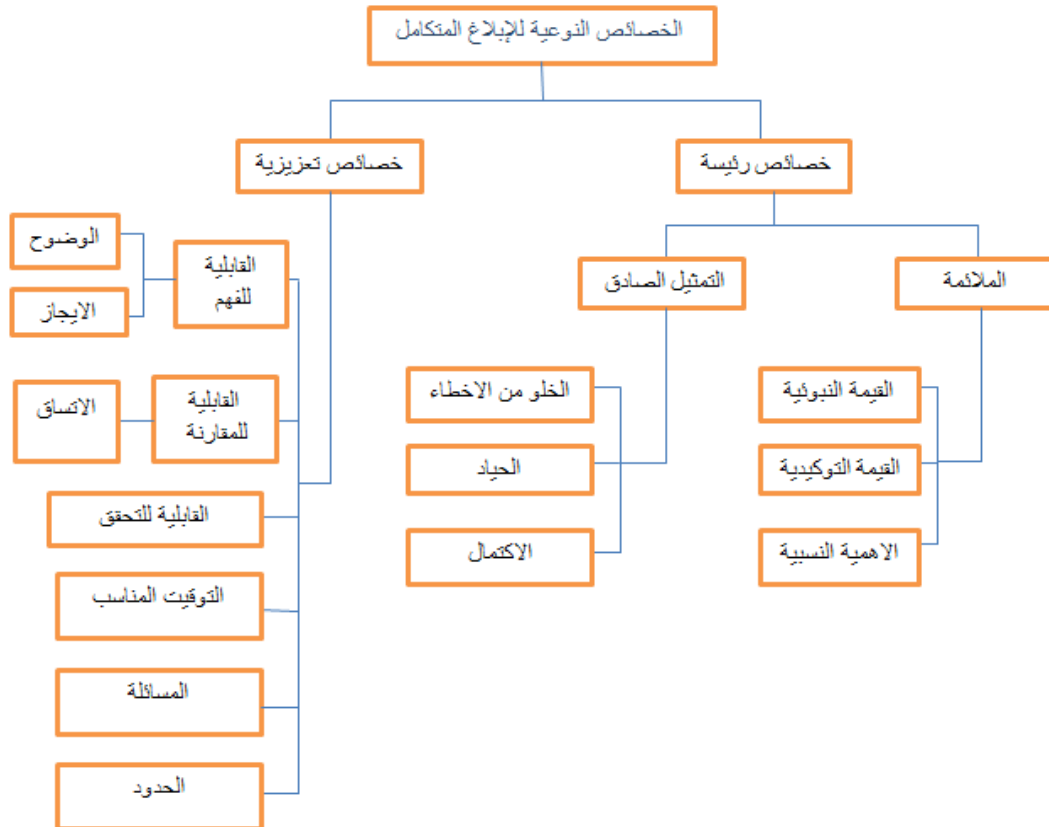 الخصائص النوعية للإبلاغ المتكامل
خصائص رئيسة
خصائص تعزيزية
الملائمة
التمثيل الصادق
القيمة النبوئية
القيمة التوكيدية
الاهمية النسبية
الخلو من الاخطاء
الحياد
الاكتمال
القابلية
للفهم
الوضوح
الايجاز
القابلية
للمقارنة
الاتساق
القابلية للتحقق
التوقيت المناسب
المسائلة
الحدود